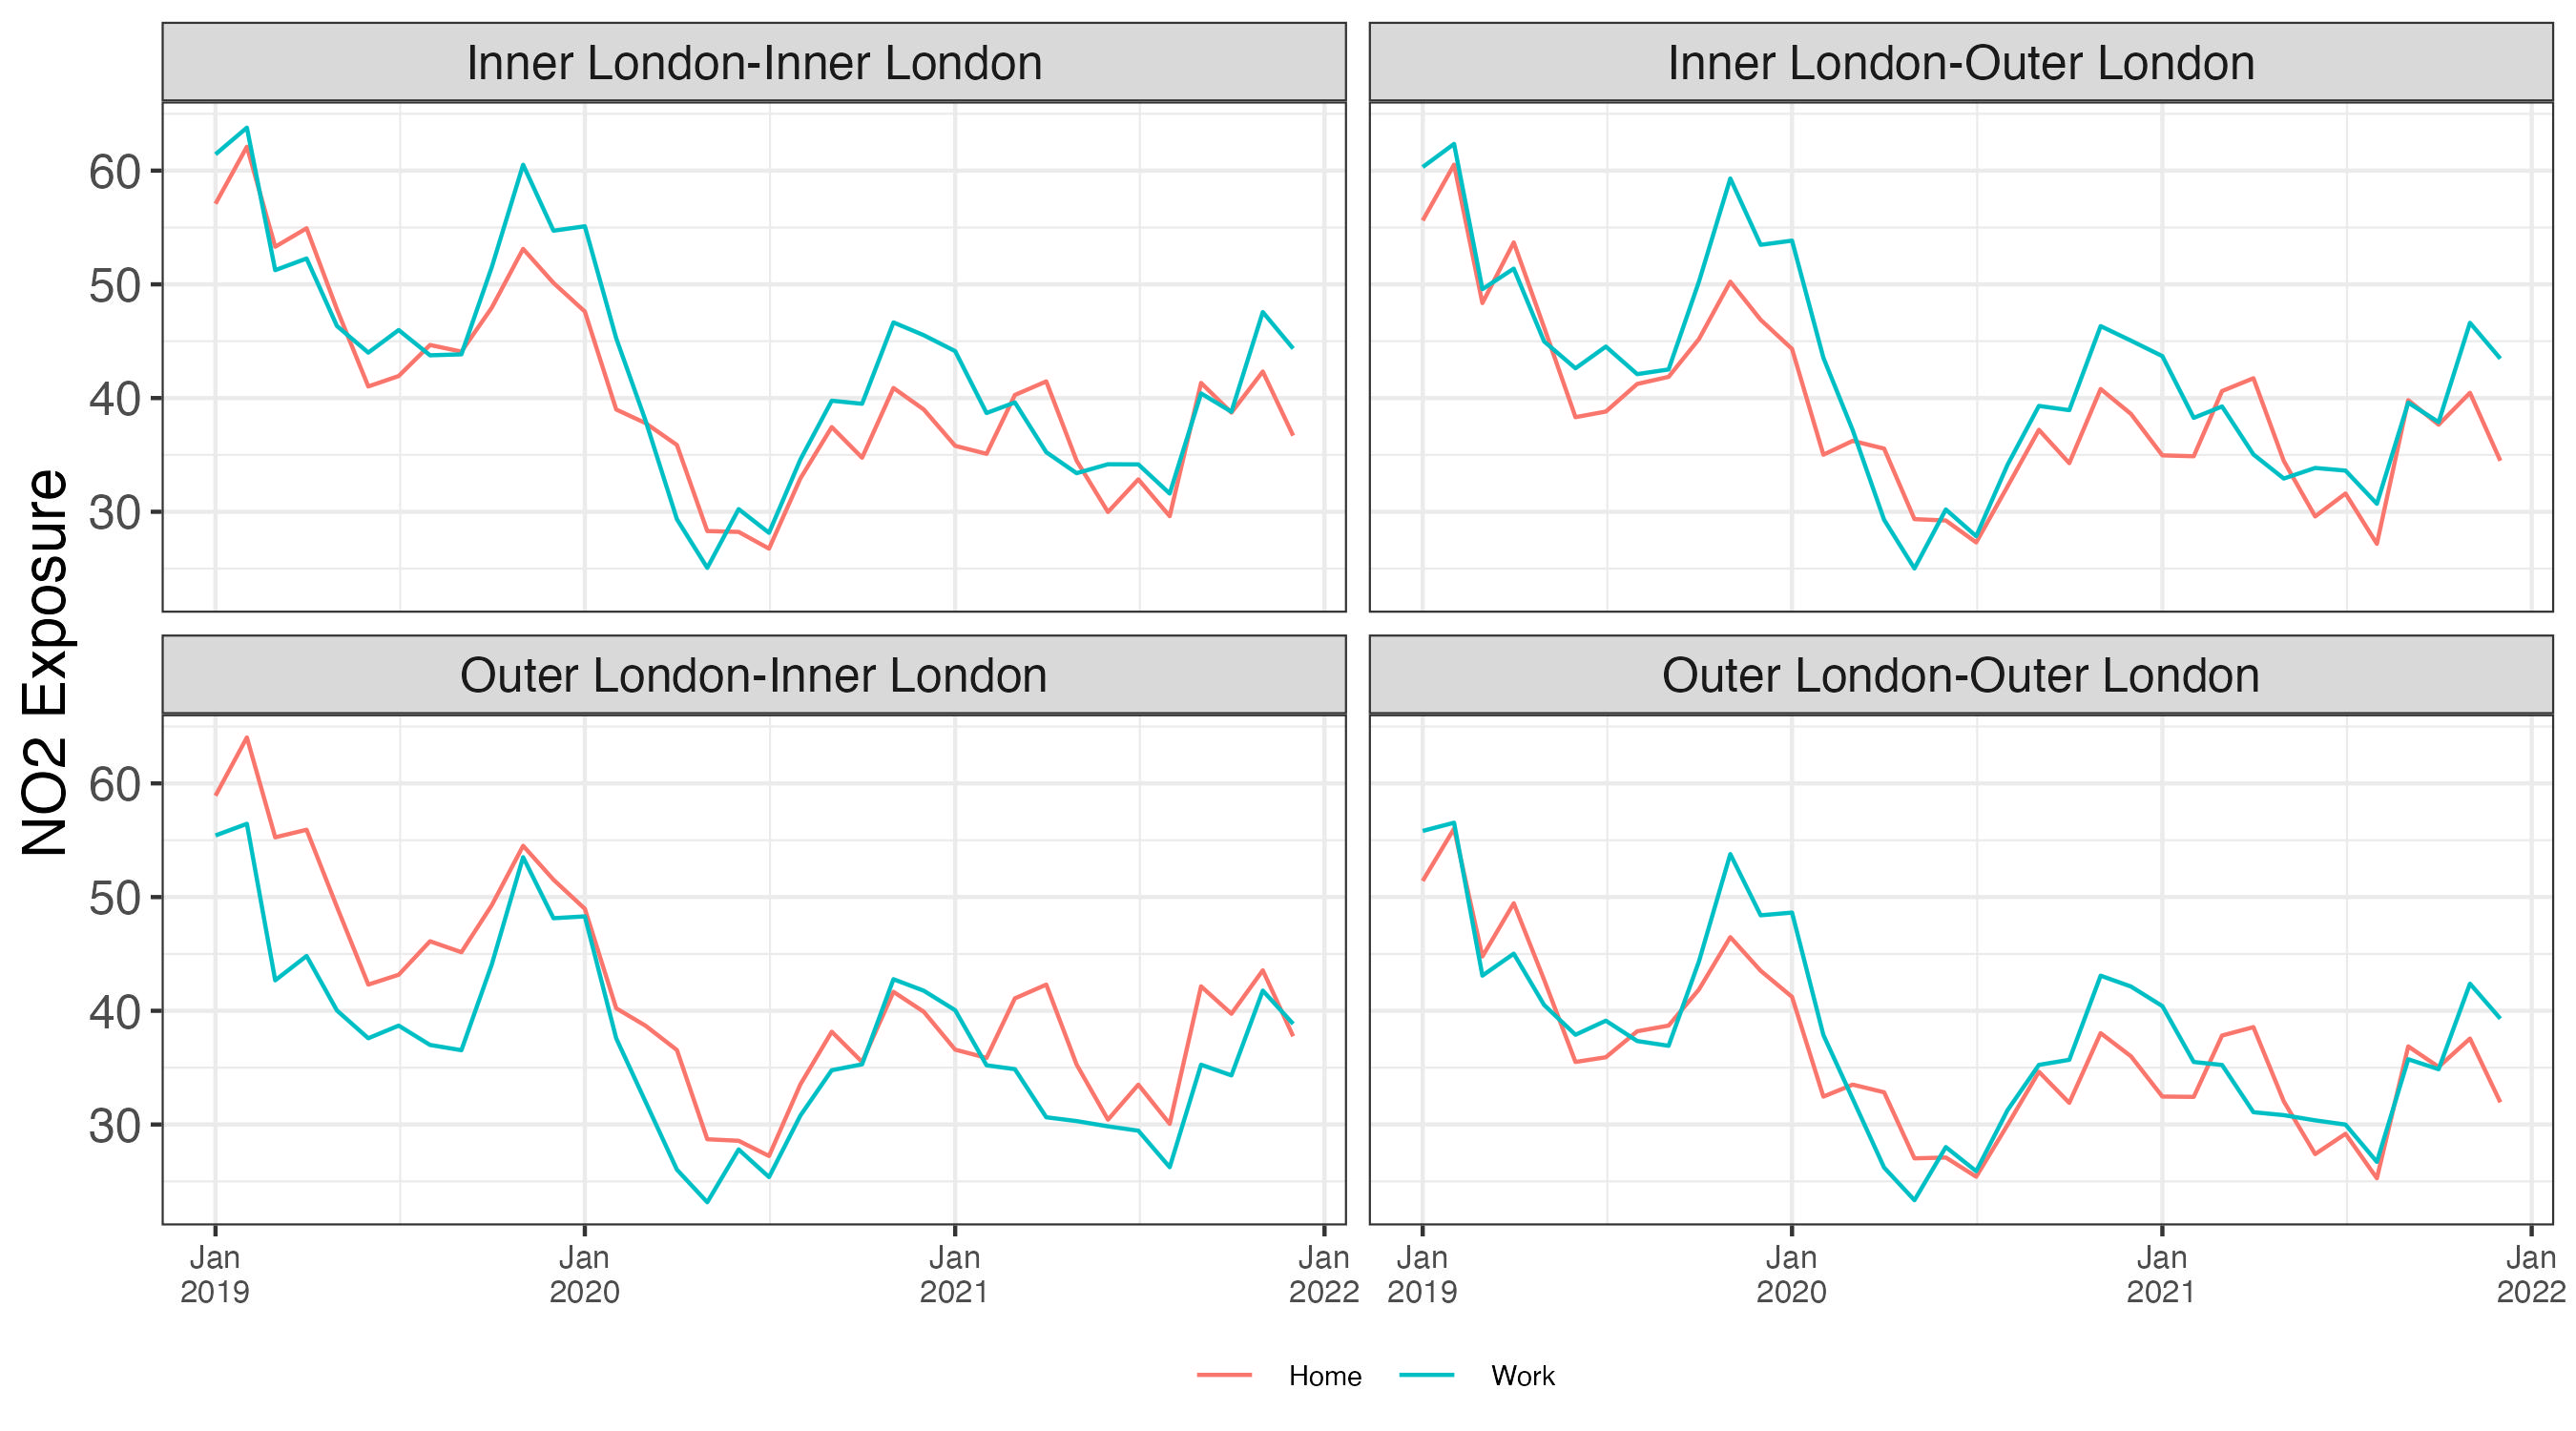 Inner London-Inner London
Inner London-Outer London
60
50
40
30
NO2 Exposure
Outer London-Inner London
Outer London-Outer London
60
50
40
30
Jan
2019
Jan
2020
Jan
2021
Jan
2022
Jan
2019
Jan
2020
Jan
2021
Jan
2022
Home
Work